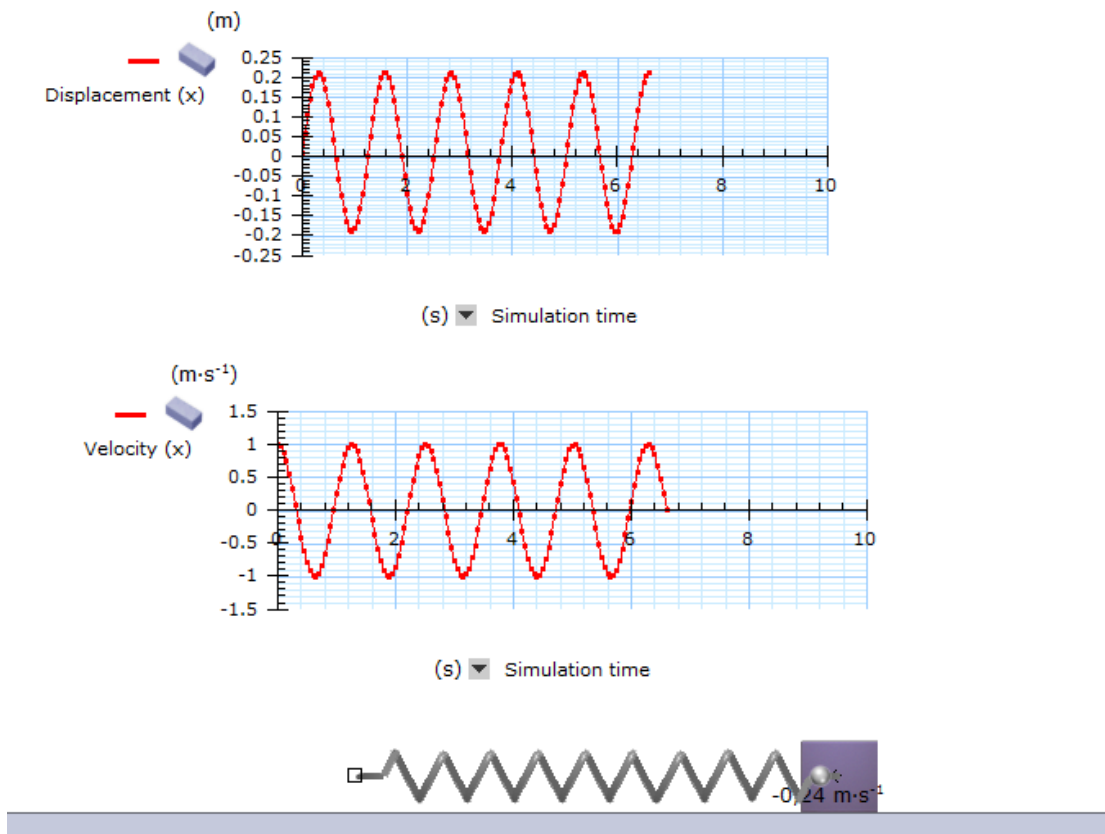 (m)
Displacement (x)
0.25
0.2
0.15
0.1
0.05
0
-0.05
-0.1
-0.15
-0.2
-0.25
0 2 4 6 8 10
(s) Simulation time
(m·s⁻¹)
Velocity (x)
1.5
1
0.5
0
-0.5
-1
-1.5
0 2 4 6 8 10
(s) Simulation time
-0,24 m·s⁻¹